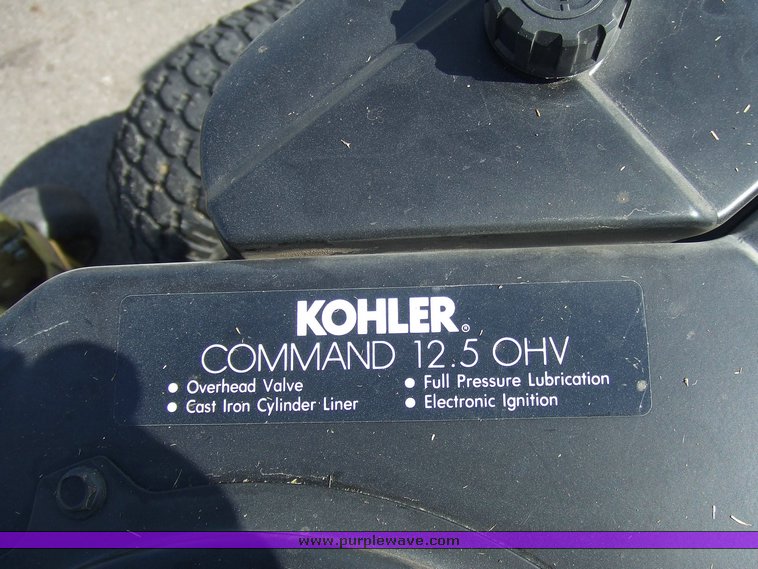 KOHLER®
COMMAND 12.5 OHV
• Overhead Valve
• Cast Iron Cylinder Liner
• Full Pressure Lubrication
• Electronic Ignition
www.purplewave.com